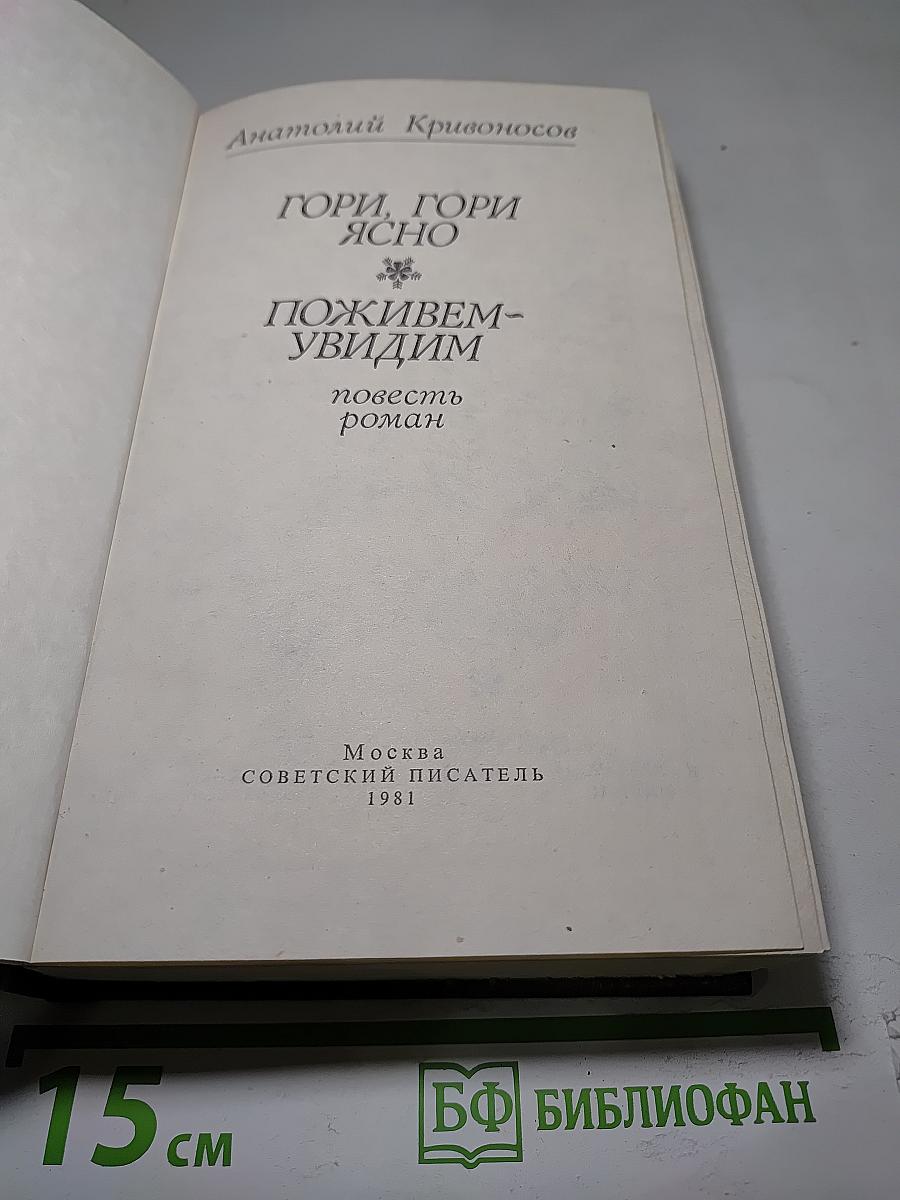 Анатолий Кривоносов
ГОРИ, ГОРИ
ЯСНО
ПОЖИВЕМ-
УВИДИМ
повесть
роман
Москва
СОВЕТСКИЙ ПИСАТЕЛЬ
1981
15 см
БФ БИБЛИОФАН